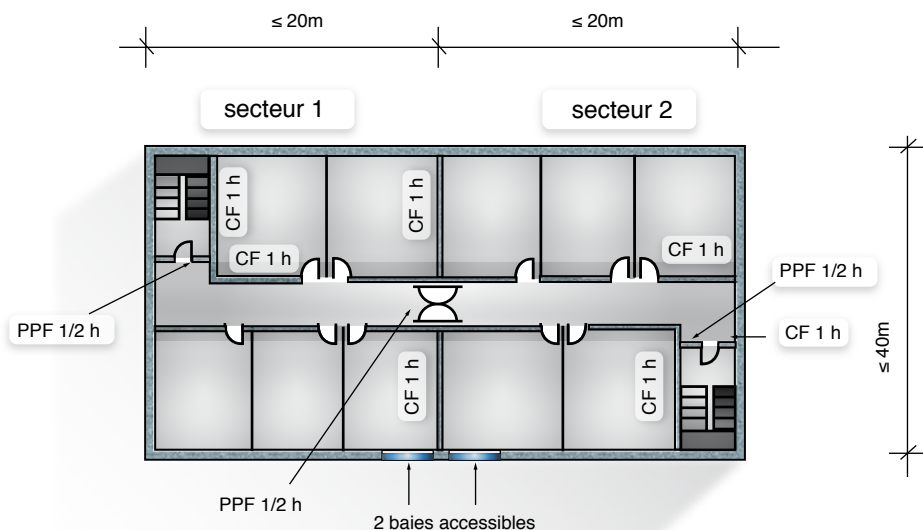 ≤ 20m
≤ 20m
secteur 1
secteur 2
CF 1 h
CF 1 h
CF 1 h
CF 1 h
PPF 1/2 h
PPF 1/2 h
CF 1 h
≤ 40m
CF 1 h
CF 1 h
PPF 1/2 h
2 baies accessibles